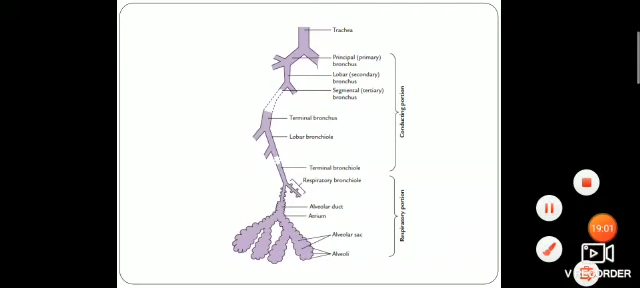 Trachea
Principal (primary)
bronchus
Lobar (secondary)
bronchus
Segmental (tertiary)
bronchus
Conducting portion
Terminal bronchus
Lobar bronchiole
Terminal bronchiole
Respiratory bronchiole
Alveolar duct
Atrium
Respiratory portion
Alveolar sac
Alveoli
19:01